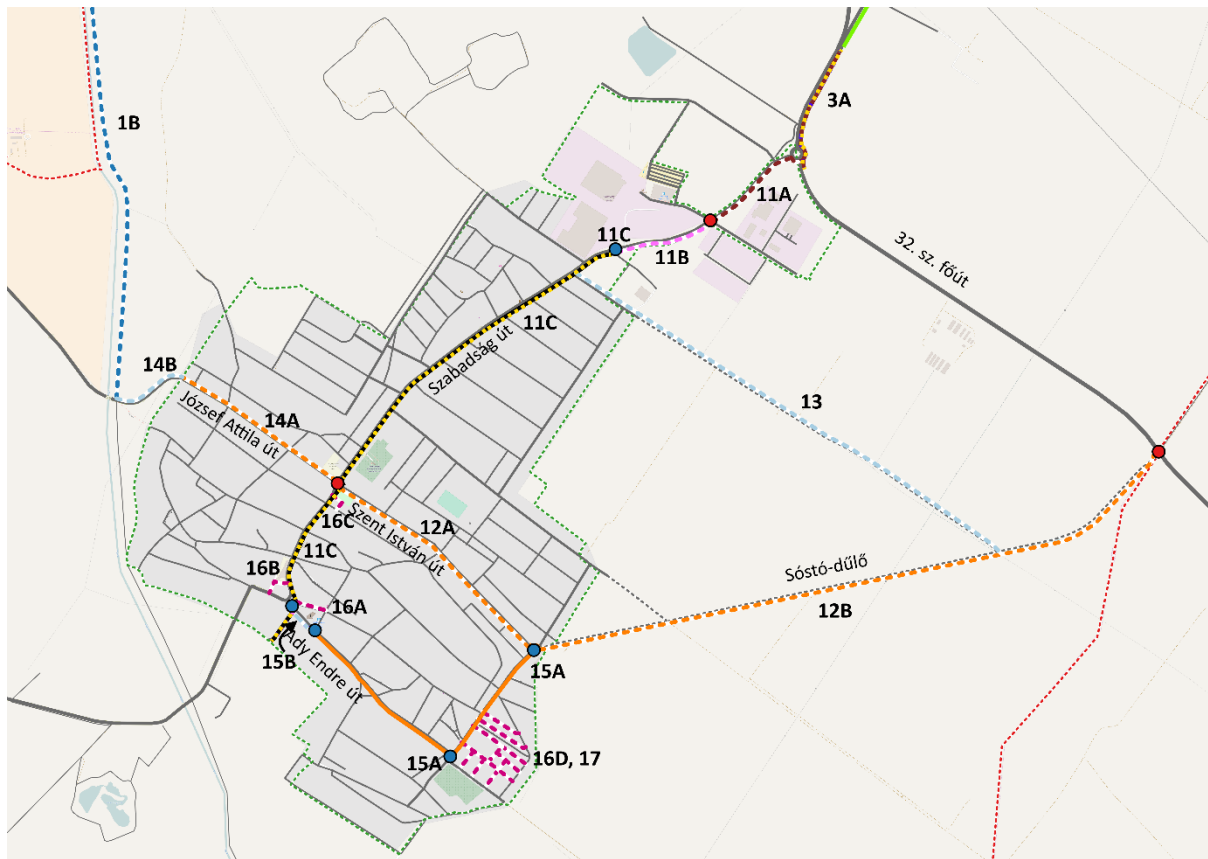 3A
1B
11A
11C
11B
32. sz. főút
11C
Szabadság út
14B
13
14A
József Attila út
16C
12A
Szent István út
11C
16B
Sóstó-dűlő
16A
12B
15B
Ady Endre út
15A
15A
16D, 17